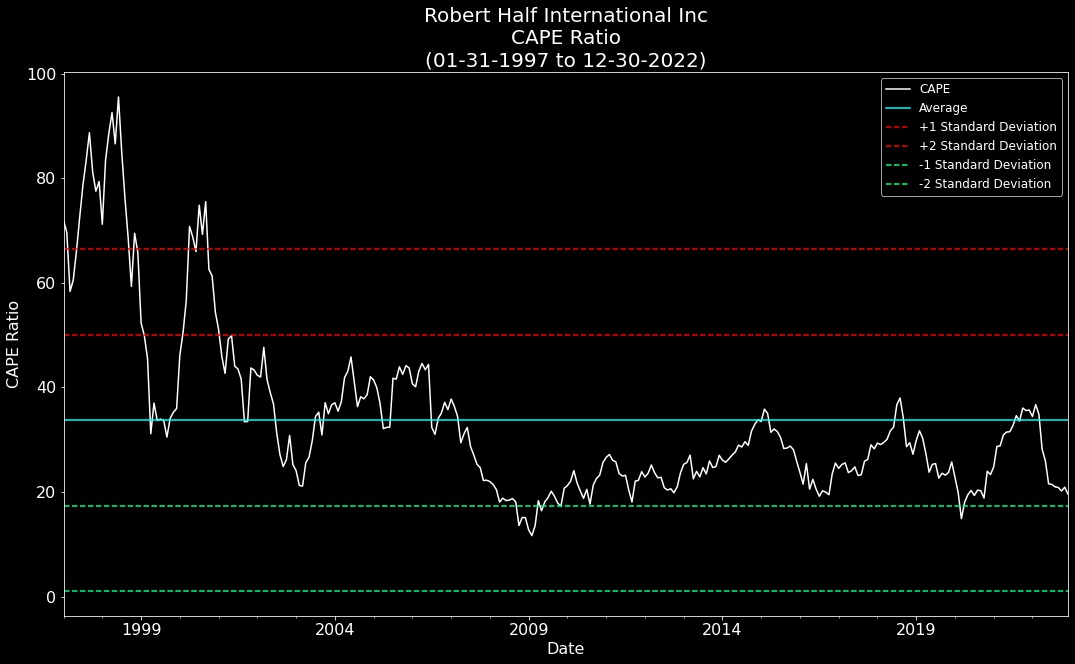 Robert Half International Inc
CAPE Ratio
(01-31-1997 to 12-30-2022)
CAPE
Average
+1 Standard Deviation
+2 Standard Deviation
-1 Standard Deviation
-2 Standard Deviation
CAPE Ratio
100
80
60
40
20
0
1999
2004
2009
2014
2019
Date